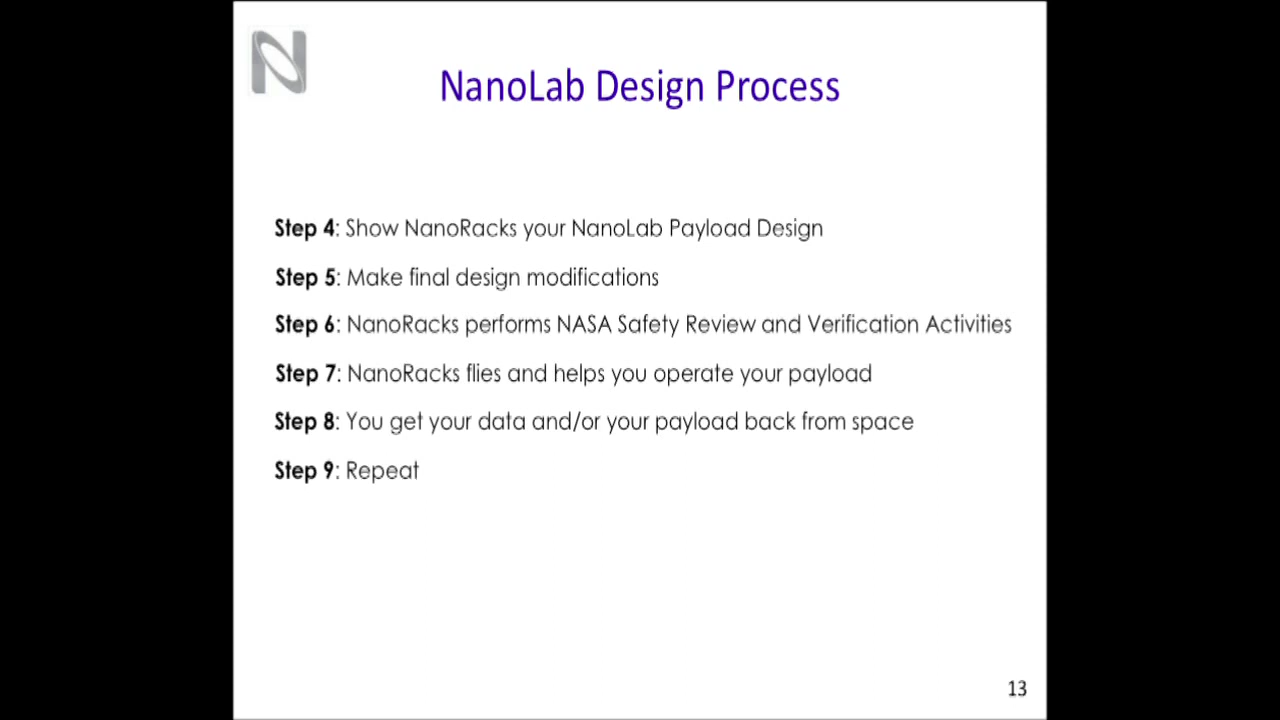 N
NanoLab Design Process
Step 4: Show NanoRacks your NanoLab Payload Design
Step 5: Make final design modifications
Step 6: NanoRacks performs NASA Safety Review and Verification Activities
Step 7: NanoRacks flies and helps you operate your payload
Step 8: You get your data and/or your payload back from space
Step 9: Repeat
13